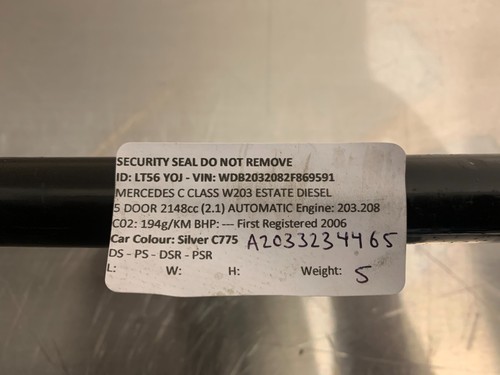 SECURITY SEAL DO NOT REMOVE
ID: LT56 YOJ - VIN: WDB2032082F869591
MERCEDES C CLASS W203 ESTATE DIESEL
5 DOOR 2148cc (2.1) AUTOMATIC Engine: 203.208
C02: 194g/KM BHP: --- First Registered 2006
Car Colour: Silver C775 A2033234465
DS - PS - DSR - PSR
L: W: H: Weight: 5